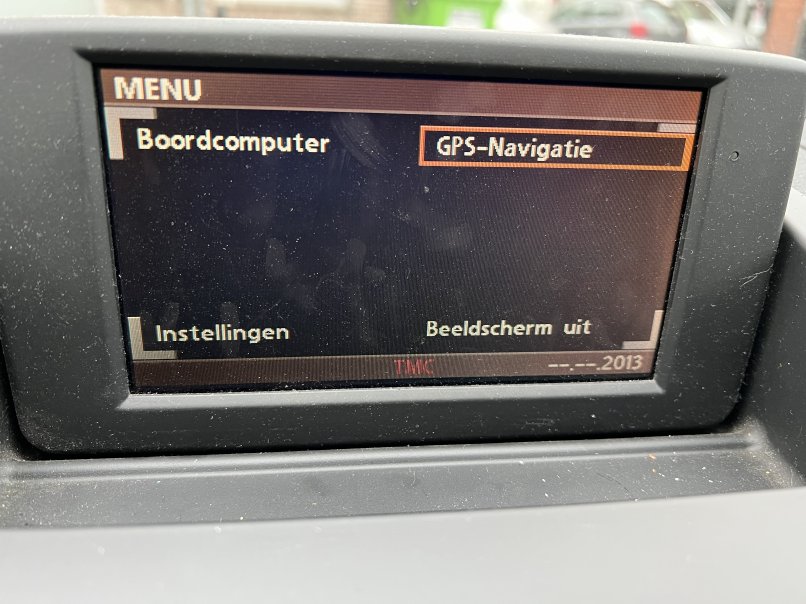 MENU
Boordcomputer GPS-Navigatie
Instellingen Beeldscherm uit
TMC --.--.2013